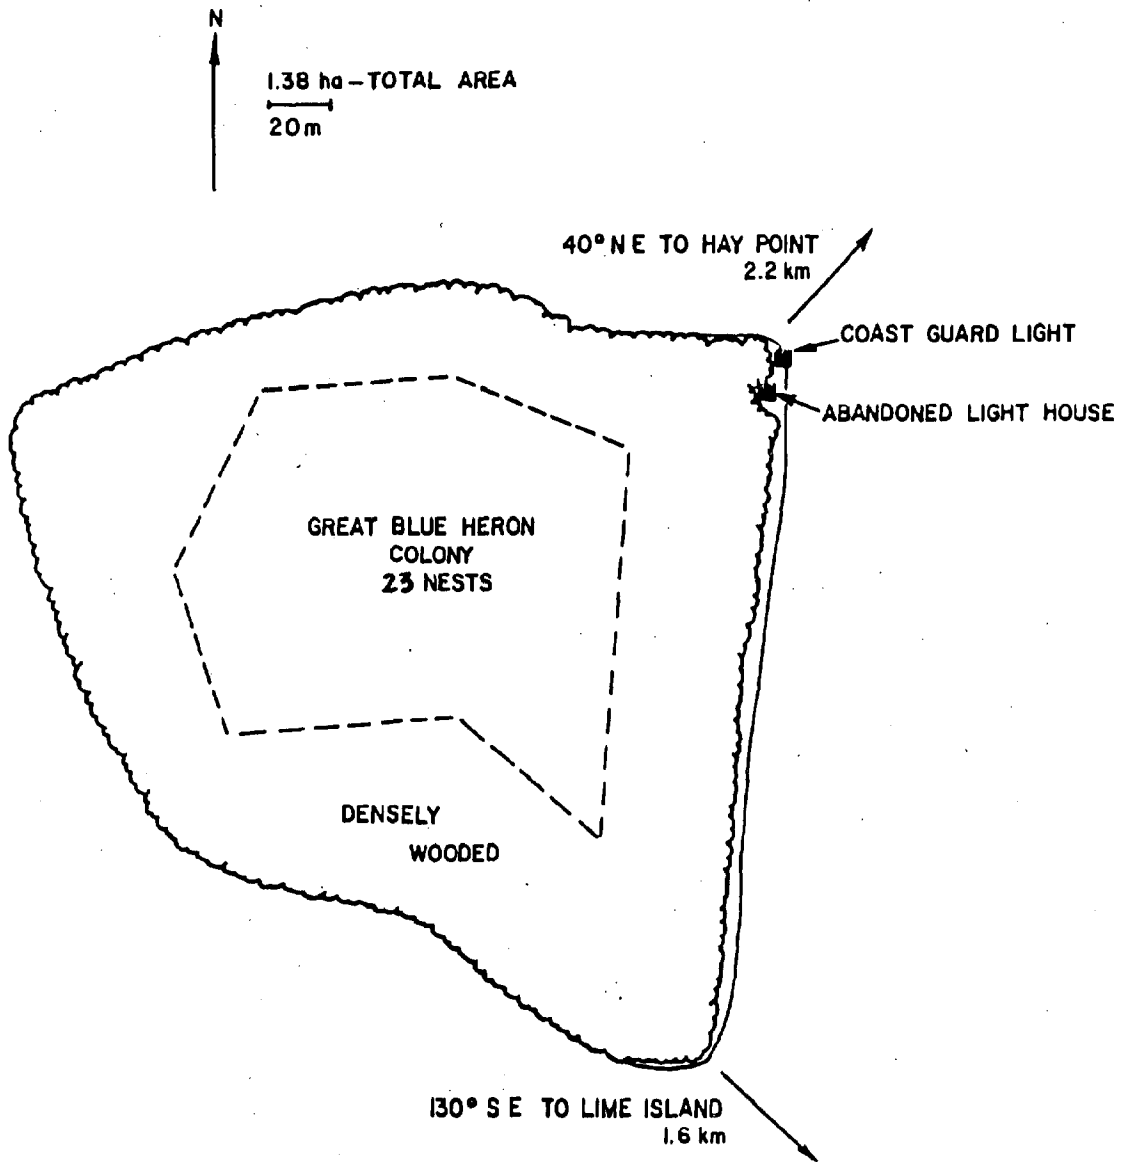 N
1.38 ha – TOTAL AREA
20m
40° N E TO HAY POINT
2.2 km
COAST GUARD LIGHT
ABANDONED LIGHT HOUSE
GREAT BLUE HERON
COLONY
23 NESTS
DENSELY
WOODED
130° S E TO LIME ISLAND
1.6 km